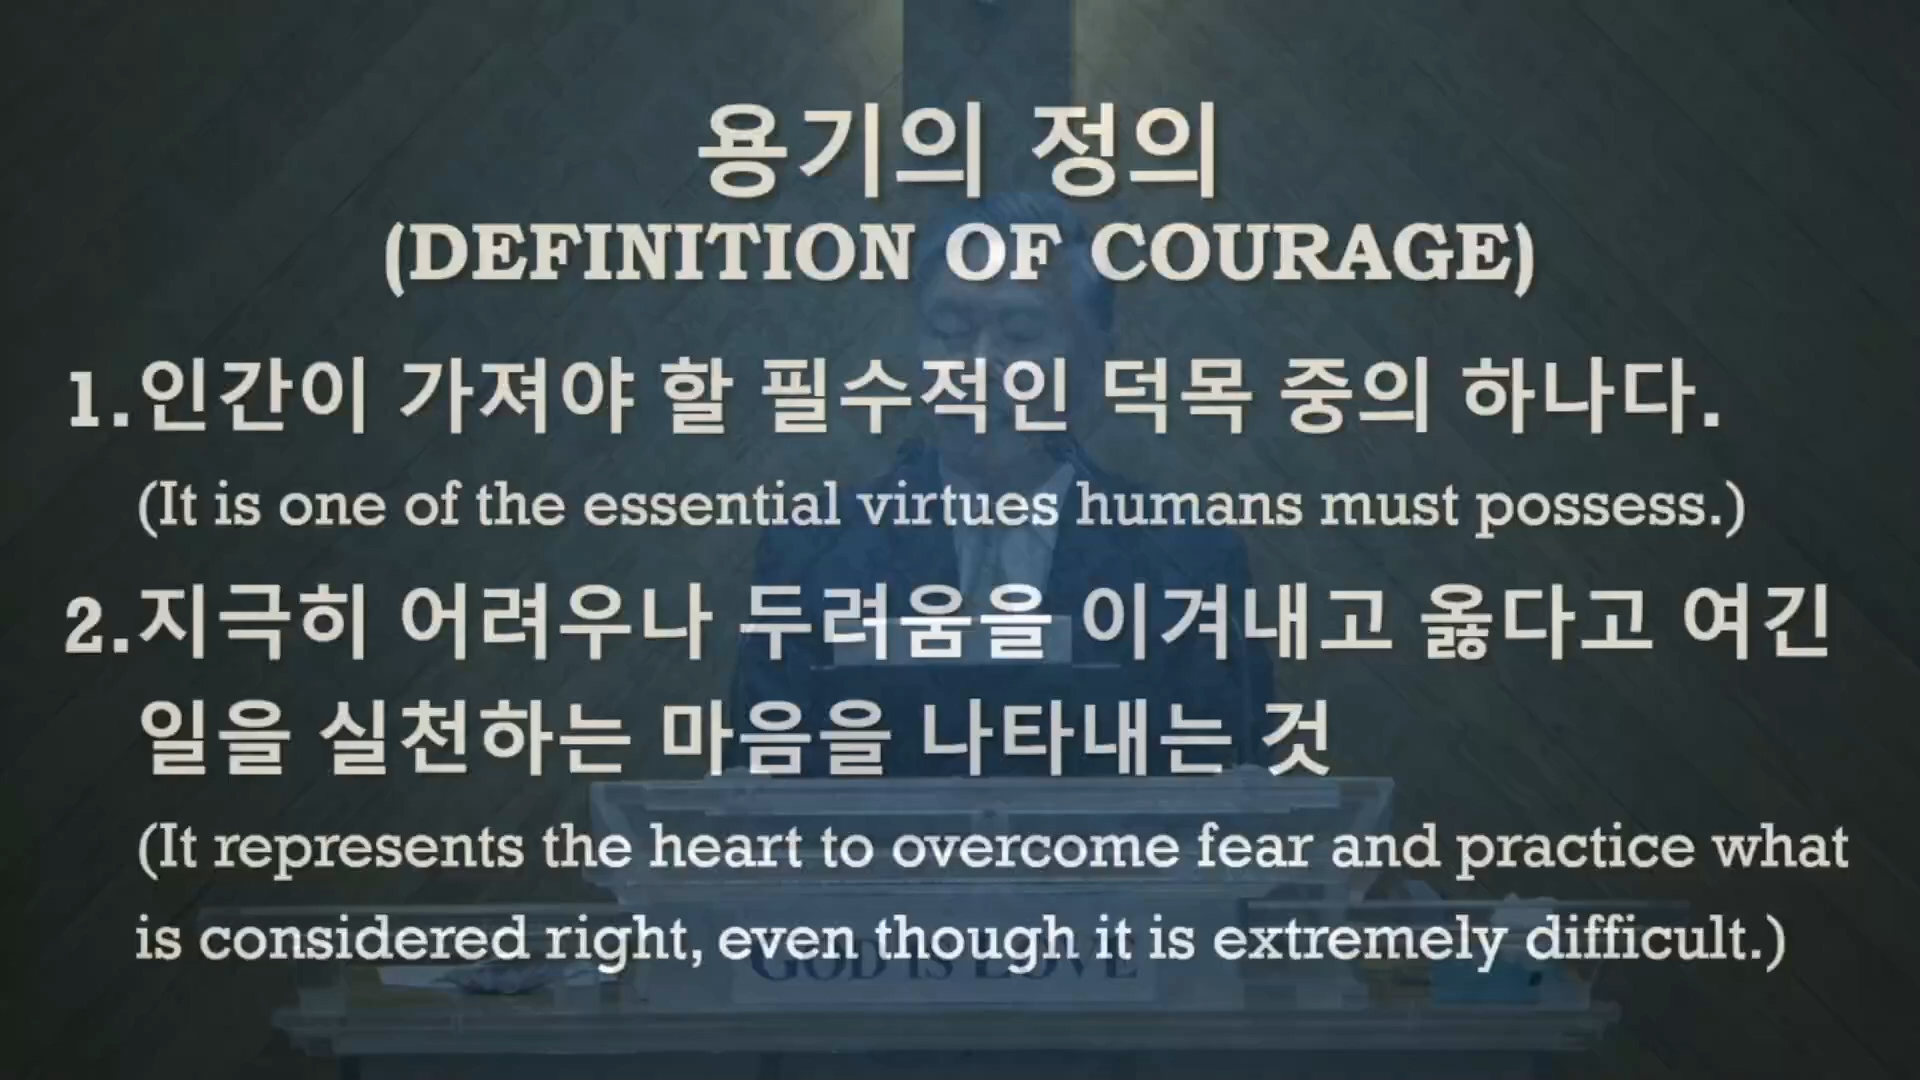 용기의 정의
(DEFINITION OF COURAGE)
1.인간이 가져야 할 필수적인 덕목 중의 하나다.
(It is one of the essential virtues humans must possess.)
2.지극히 어려우나 두려움을 이겨내고 옳다고 여긴
일을 실천하는 마음을 나타내는 것
(It represents the heart to overcome fear and practice what
is considered right, even though it is extremely difficult.)
GOD IS LOVE